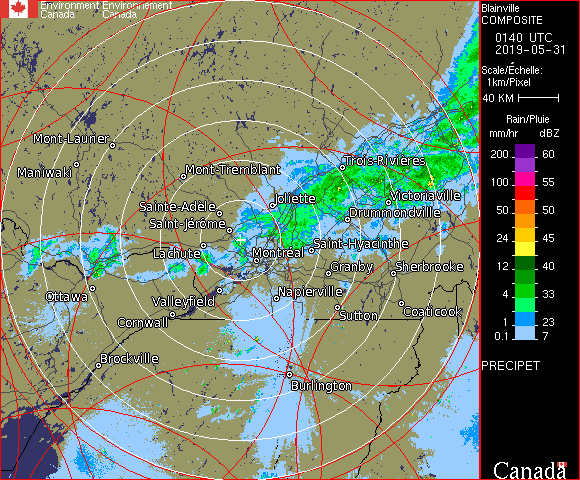 Environment Environnement
Canada Canada
Blainville
COMPOSITE
0140 UTC
2019-05-31
Scale/Échelle:
1km/Pixel
40 KM
Rain/Pluie
mm/hr dBZ
200 60
150 57
100 55
50 50
24 45
12 40
4 33
1 23
0.1 7
PRECIPET
Canada
Mont-Laurier
Maniwaki
Mont-Tremblant
Trois-Rivières
Sainte-Adèle
Joliette
Victoriaville
Saint-Jérôme
Drummondville
Lachute
Montréal
Saint-Hyacinthe
Granby
Sherbrooke
Ottawa
Valleyfield
Napierville
Cornwall
Sutton
Coaticook
Brockville
Burlington